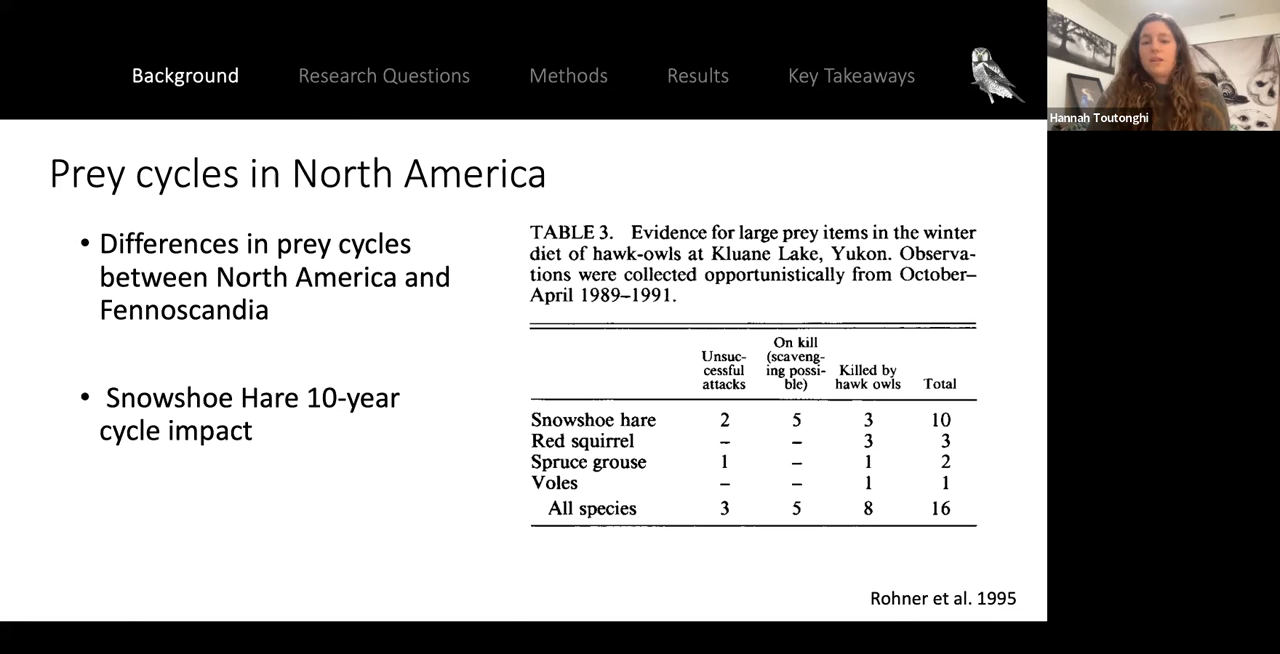 Background Research Questions Methods Results Key Takeaways
Hannah Toutonghi
Prey cycles in North America
• Differences in prey cycles
between North America and
Fennoscandia
• Snowshoe Hare 10-year
cycle impact
TABLE 3. Evidence for large prey items in the winter
diet of hawk-owls at Kluane Lake, Yukon. Observa-
tions were collected opportunistically from October–
April 1989–1991.
Unsuc-
cessful
attacks
On kill
(scaveng-
ing possi-
ble)
Killed by
hawk owls
Total
Snowshoe hare 2 5 3 10
Red squirrel – – 3 3
Spruce grouse 1 – 1 2
Voles – – 1 1
All species 3 5 8 16
Rohner et al. 1995